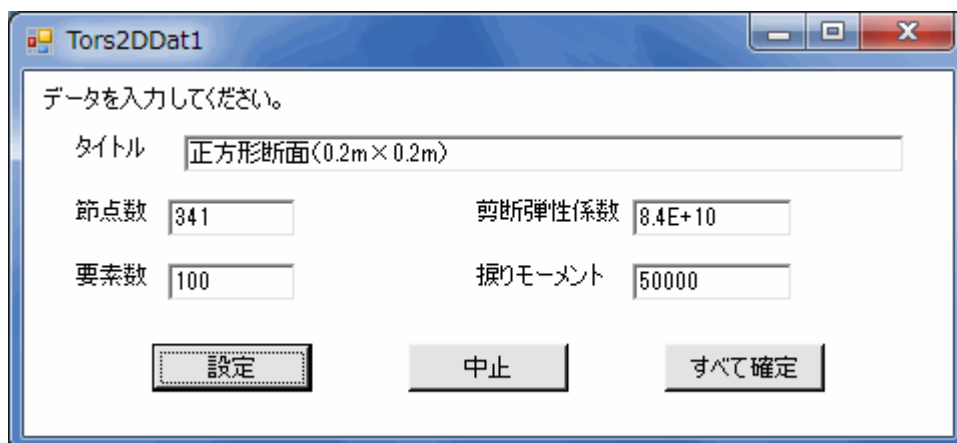 Tors2DDat1
データを入力してください。
タイトル 正方形断面(0.2m×0.2m)
節点数 341 剪断弾性係数 8.4E+10
要素数 100 捩りモーメント 50000
設定 中止 すべて確定